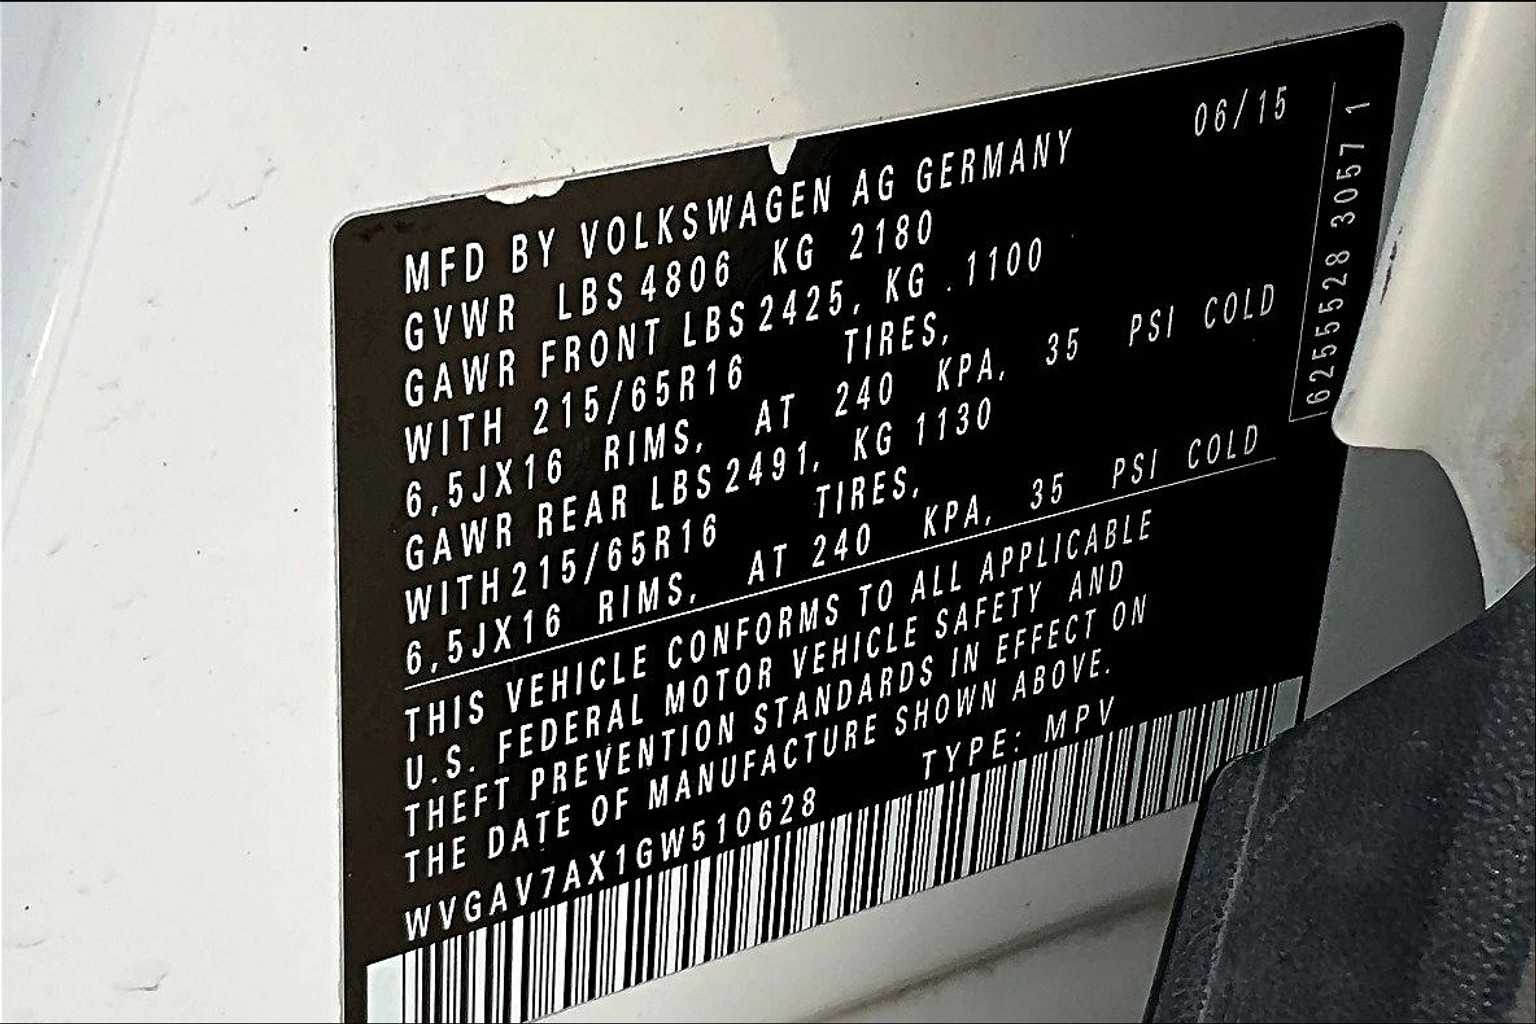 06/15
MFD BY VOLKSWAGEN AG GERMANY
GVWR LBS 4806 KG 2180
GAWR FRONT LBS 2425, KG . 1100
WITH 215/65R16 TIRES,
6,5JX16 RIMS, AT 240 KPA, 35 PSI COLD
GAWR REAR LBS 2491, KG 1130
WITH 215/65R16 TIRES,
6,5JX16 RIMS, AT 240 KPA, 35 PSI COLD
THIS VEHICLE CONFORMS TO ALL APPLICABLE
U.S. FEDERAL MOTOR VEHICLE SAFETY AND
THEFT PREVENTION STANDARDS IN EFFECT ON
THE DATE OF MANUFACTURE SHOWN ABOVE.
WVGAV7AX1GW510628 TYPE: MPV
6255528 3057 1